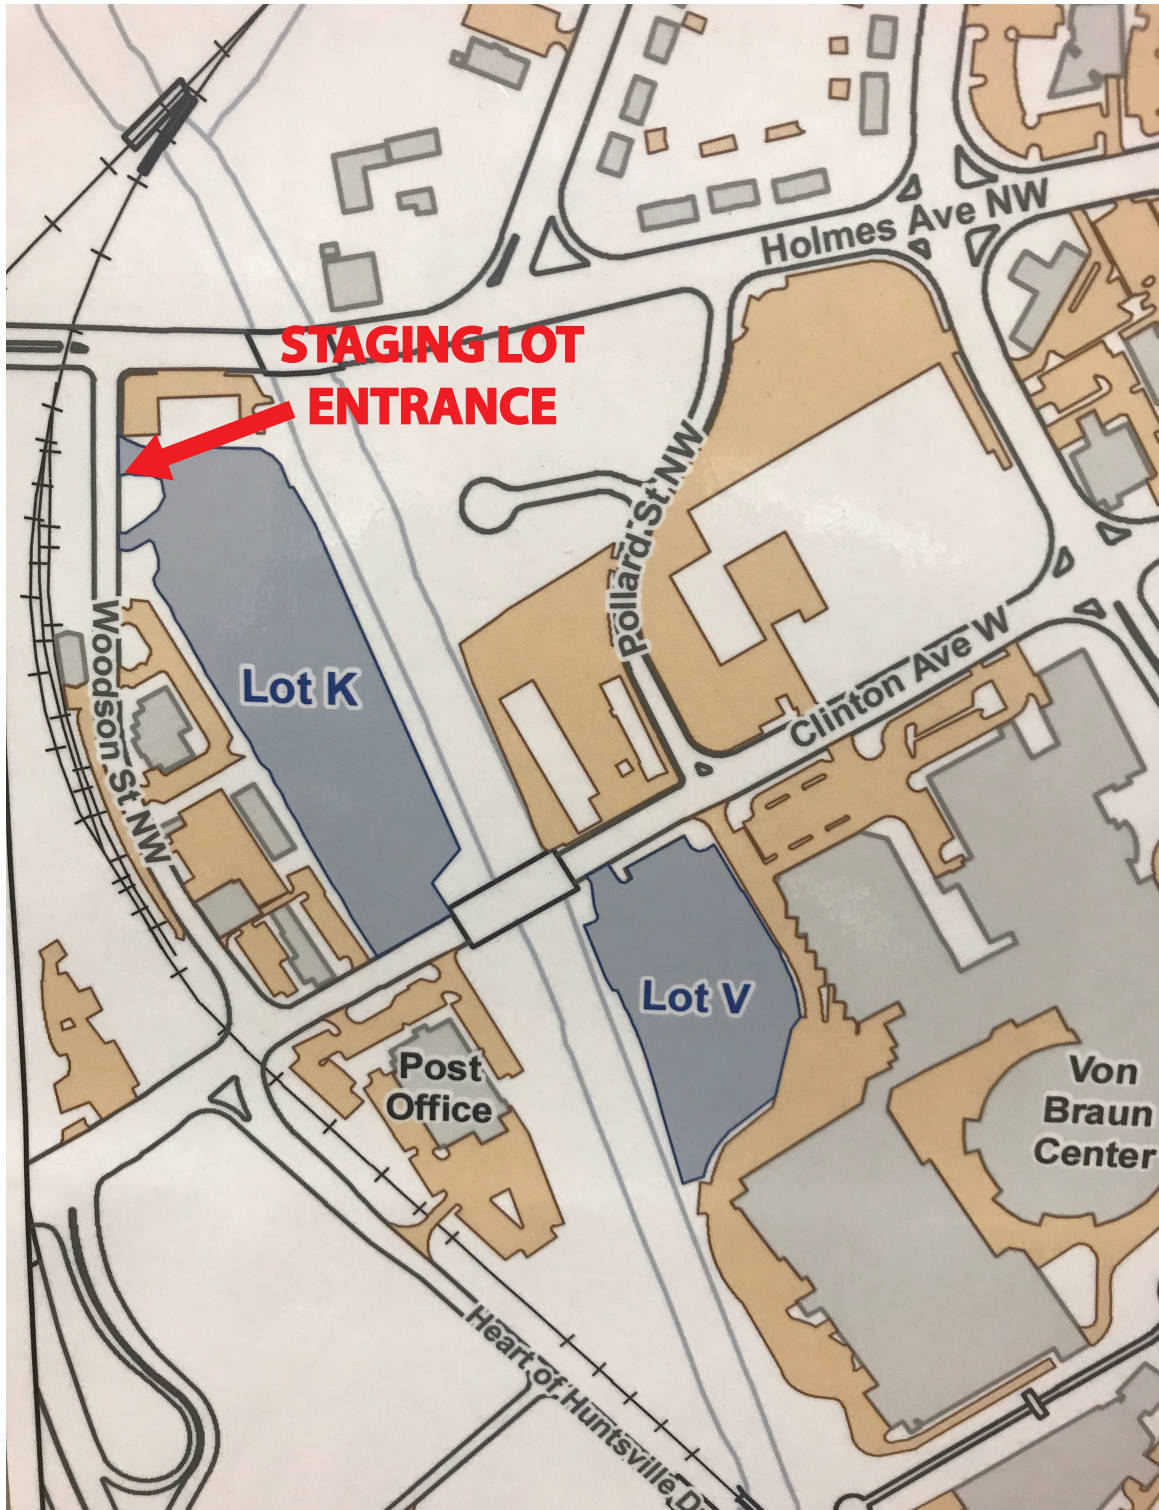 Holmes Ave NW
STAGING LOT
ENTRANCE
Pollard St NW
Woodson St NW
Lot K
Clinton Ave W
Lot V
Post
Office
Von
Braun
Center
Heart of Huntsville D